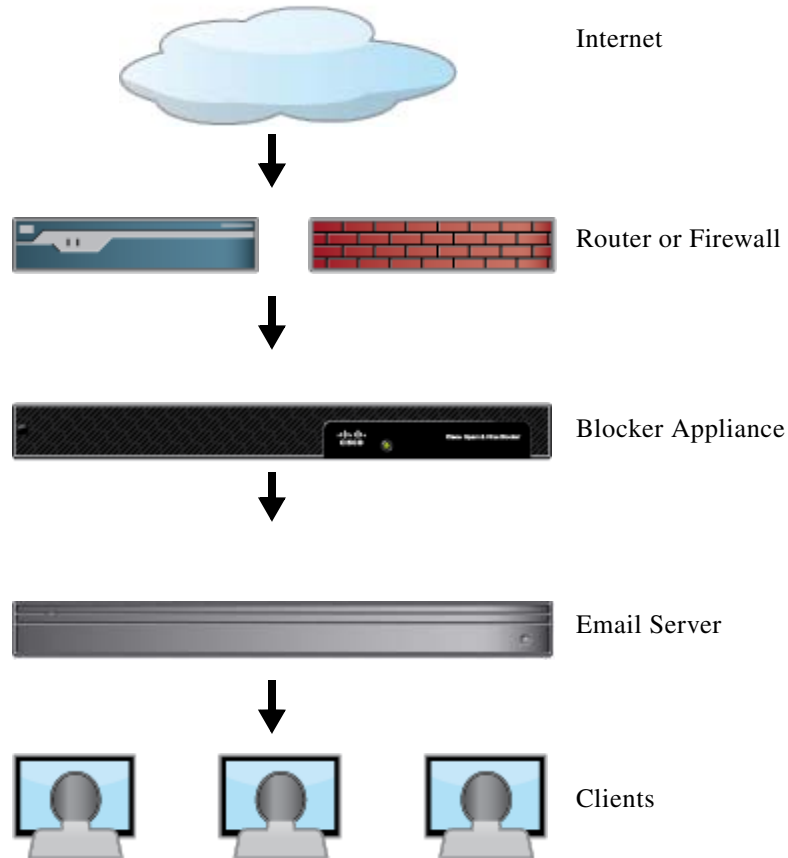 Internet
Router or Firewall
Blocker Appliance
Email Server
Clients